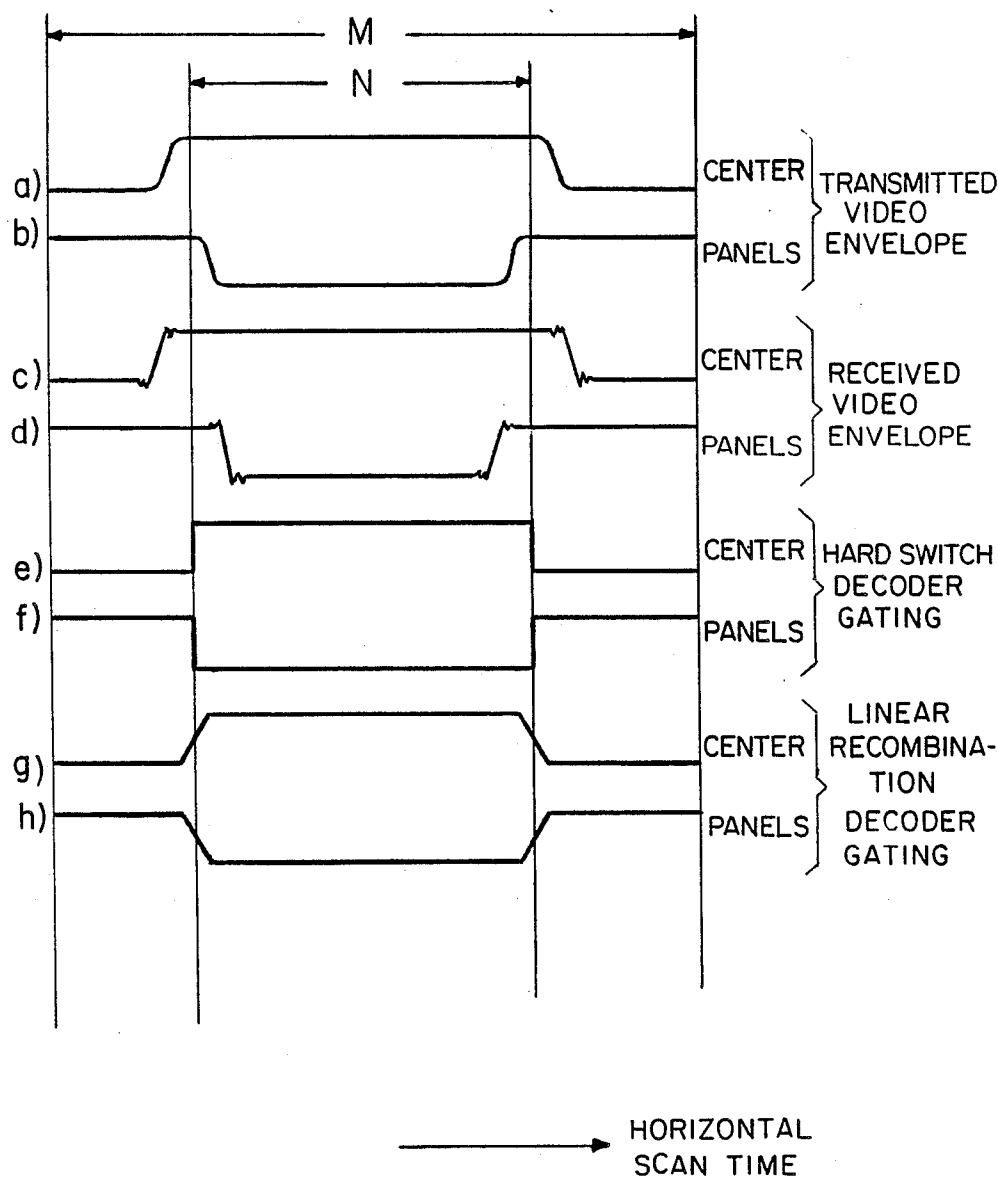 M
N
a)
CENTER
b)
PANELS
TRANSMITTED
VIDEO
ENVELOPE
c)
CENTER
d)
PANELS
RECEIVED
VIDEO
ENVELOPE
e)
CENTER
f)
PANELS
HARD SWITCH
DECODER
GATING
g)
CENTER
h)
PANELS
LINEAR
RECOMBINA-
TION
DECODER
GATING
HORIZONTAL
SCAN TIME